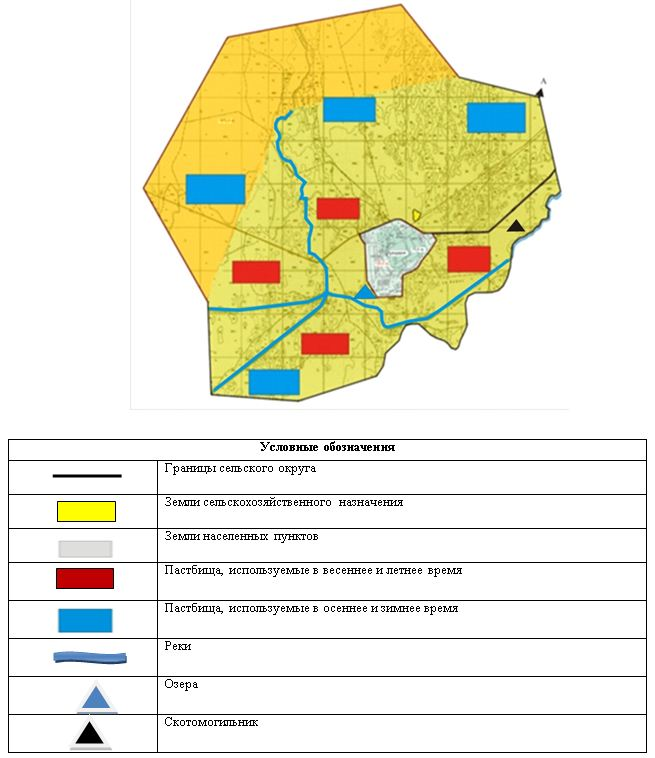 А
Условные обозначения
Границы сельского округа
Земли сельскохозяйственного назначения
Земли населенных пунктов
Пастбища, используемые в весеннее и летнее время
Пастбища, используемые в осеннее и зимнее время
Реки
Озера
Скотомогильник